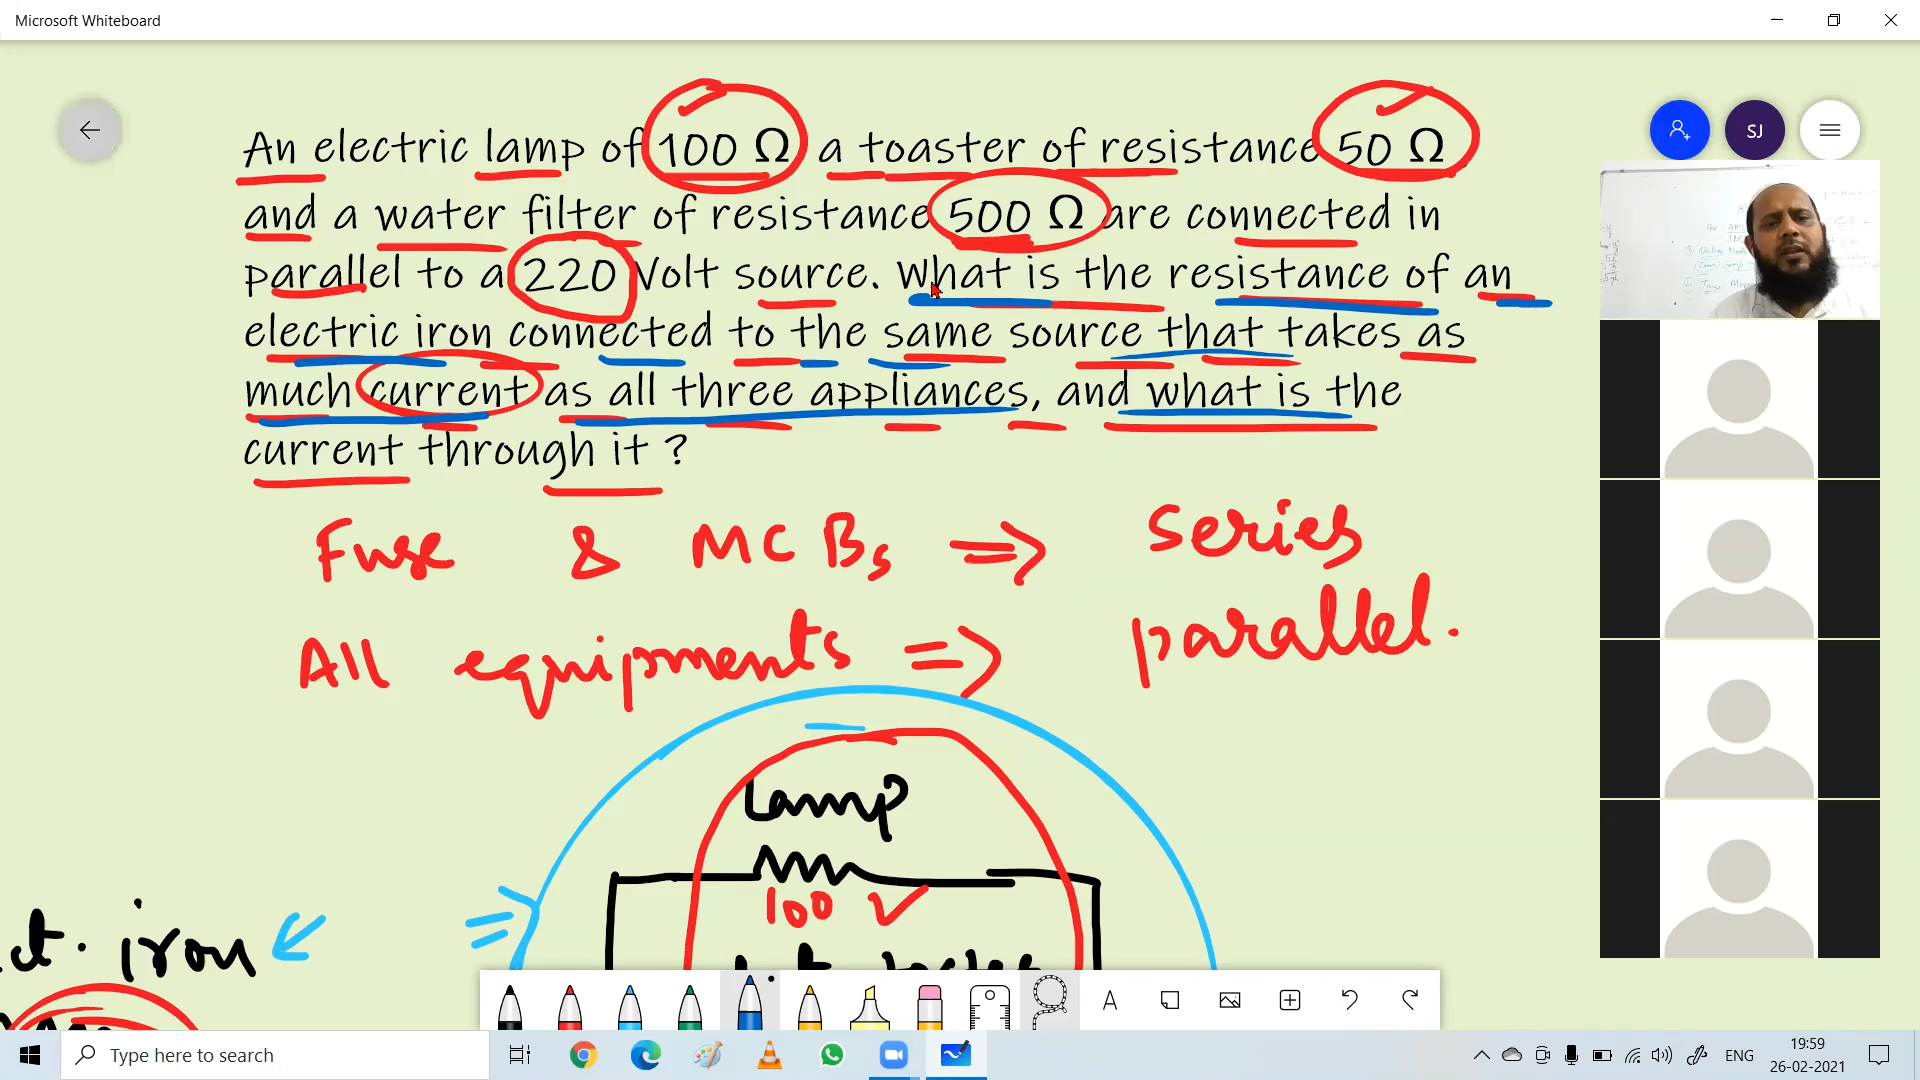 Microsoft Whiteboard
An electric lamp of 100 Ω a toaster of resistance 50 Ω
and a water filter of resistance 500 Ω are connected in
parallel to a 220 Volt source. What is the resistance of an
electric iron connected to the same source that takes as
much current as all three appliances, and what is the
current through it ?
SJ
Fuse & MCBs => series
All equipments => parallel.
Lamp
100 ✓
ct. iron
=>
A
Type here to search
ENG
19:59
26-02-2021